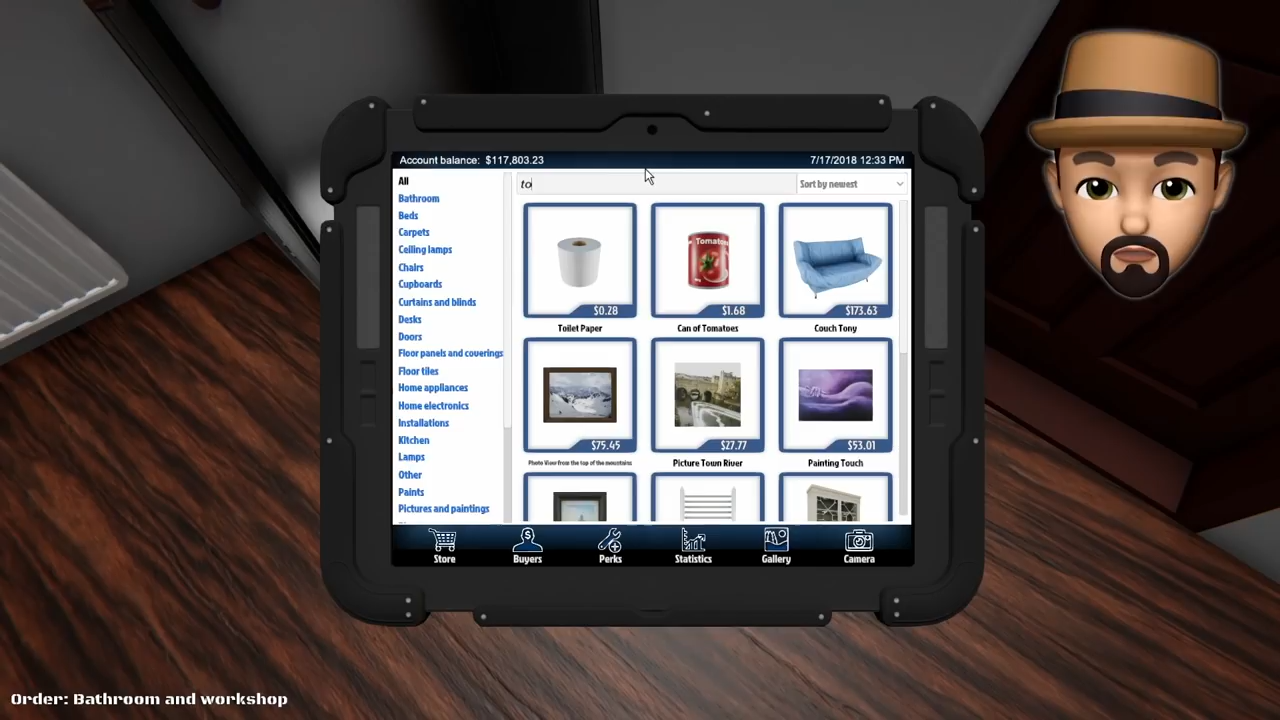 Account balance: $117,803.23
7/17/2018 12:33 PM
All
Bathroom
Beds
Carpets
Ceiling lamps
Chairs
Cupboards
Curtains and blinds
Desks
Doors
Floor panels and coverings
Floor tiles
Home appliances
Home electronics
Installations
Kitchen
Lamps
Other
Paints
Pictures and paintings
to
Sort by newest
Tomatoes
$0.28
$1.68
$173.63
Toilet Paper
Can of Tomatoes
Couch Tony
$75.45
$27.77
$53.01
Photo View from the top of the mountains
Picture Town River
Painting Touch
Store
Buyers
Perks
Statistics
Gallery
Camera
Order: Bathroom and workshop